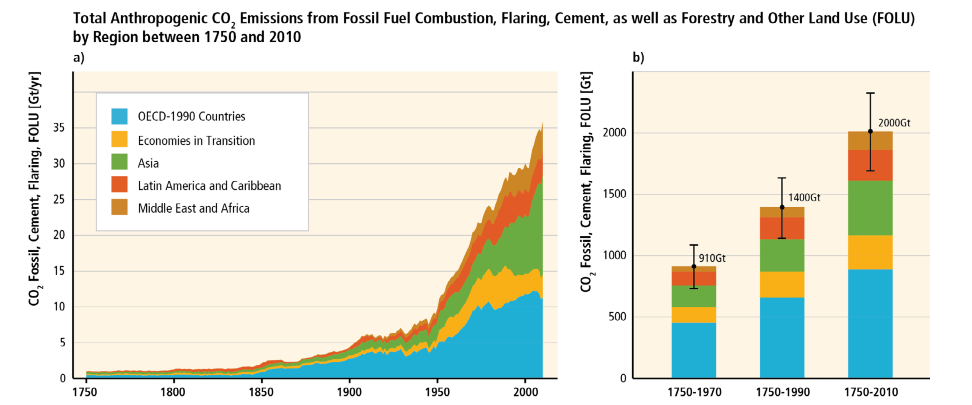 Total Anthropogenic CO2 Emissions from Fossil Fuel Combustion, Flaring, Cement, as well as Forestry and Other Land Use (FOLU)
by Region between 1750 and 2010
a)
CO2 Fossil, Cement, Flaring, FOLU [Gt/yr]
OECD-1990 Countries
Economies in Transition
Asia
Latin America and Caribbean
Middle East and Africa
35
30
25
20
15
10
5
0
1750
1800
1850
1900
1950
2000
b)
CO2 Fossil, Cement, Flaring, FOLU [Gt]
2000
1500
1000
500
0
910Gt
1400Gt
2000Gt
1750-1970
1750-1990
1750-2010